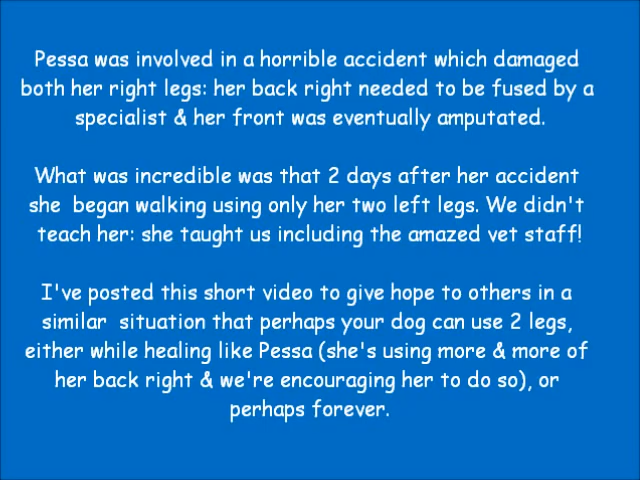 Pessa was involved in a horrible accident which damaged
both her right legs: her back right needed to be fused by a
specialist & her front was eventually amputated.
What was incredible was that 2 days after her accident
she  began walking using only her two left legs. We didn't
teach her: she taught us including the amazed vet staff!
I've posted this short video to give hope to others in a
similar  situation that perhaps your dog can use 2 legs,
either while healing like Pessa (she's using more & more of
her back right & we're encouraging her to do so), or
perhaps forever.